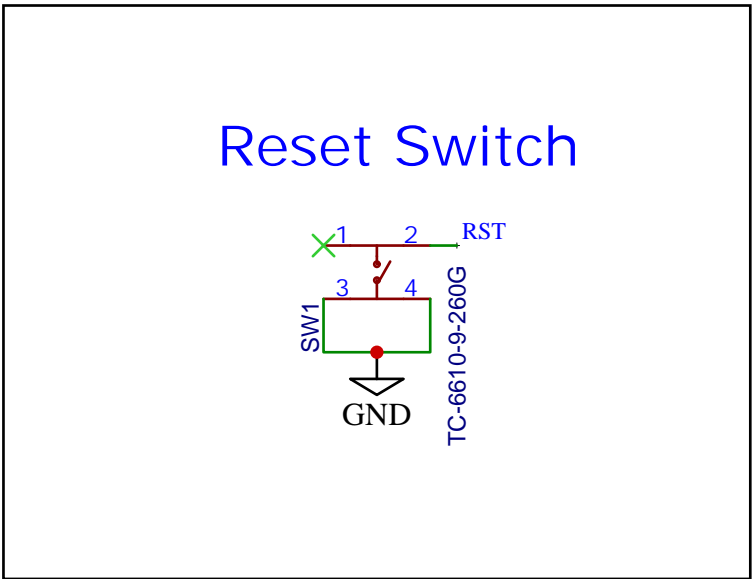 Reset Switch
1 2 RST
3 4
SW1
TC-6610-9-260G
GND